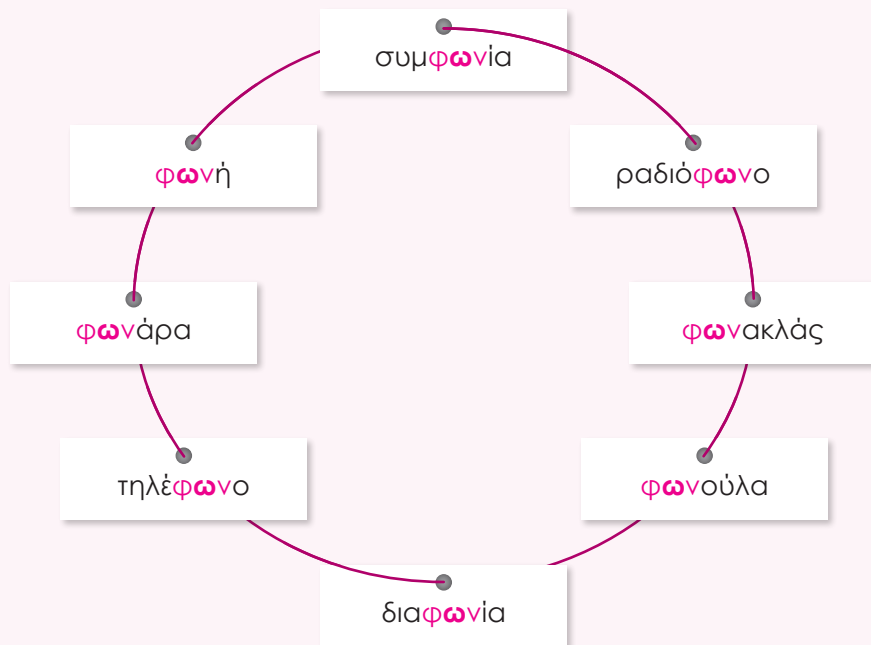 συμφωνία
φωνή
ραδιόφωνο
φωνάρα
φωνακλάς
τηλέφωνο
φωνούλα
διαφωνία